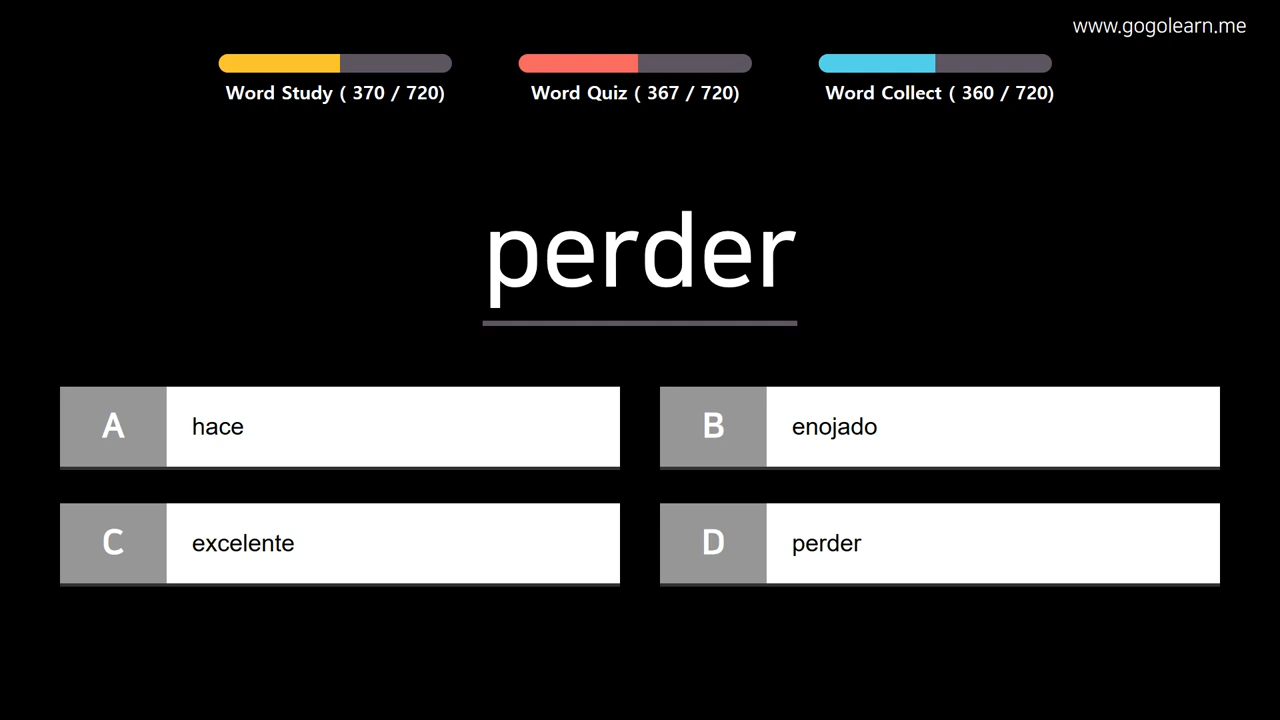 www.gogolearn.me
Word Study ( 370 / 720)
Word Quiz ( 367 / 720)
Word Collect ( 360 / 720)
perder
A hace
B enojado
C excelente
D perder